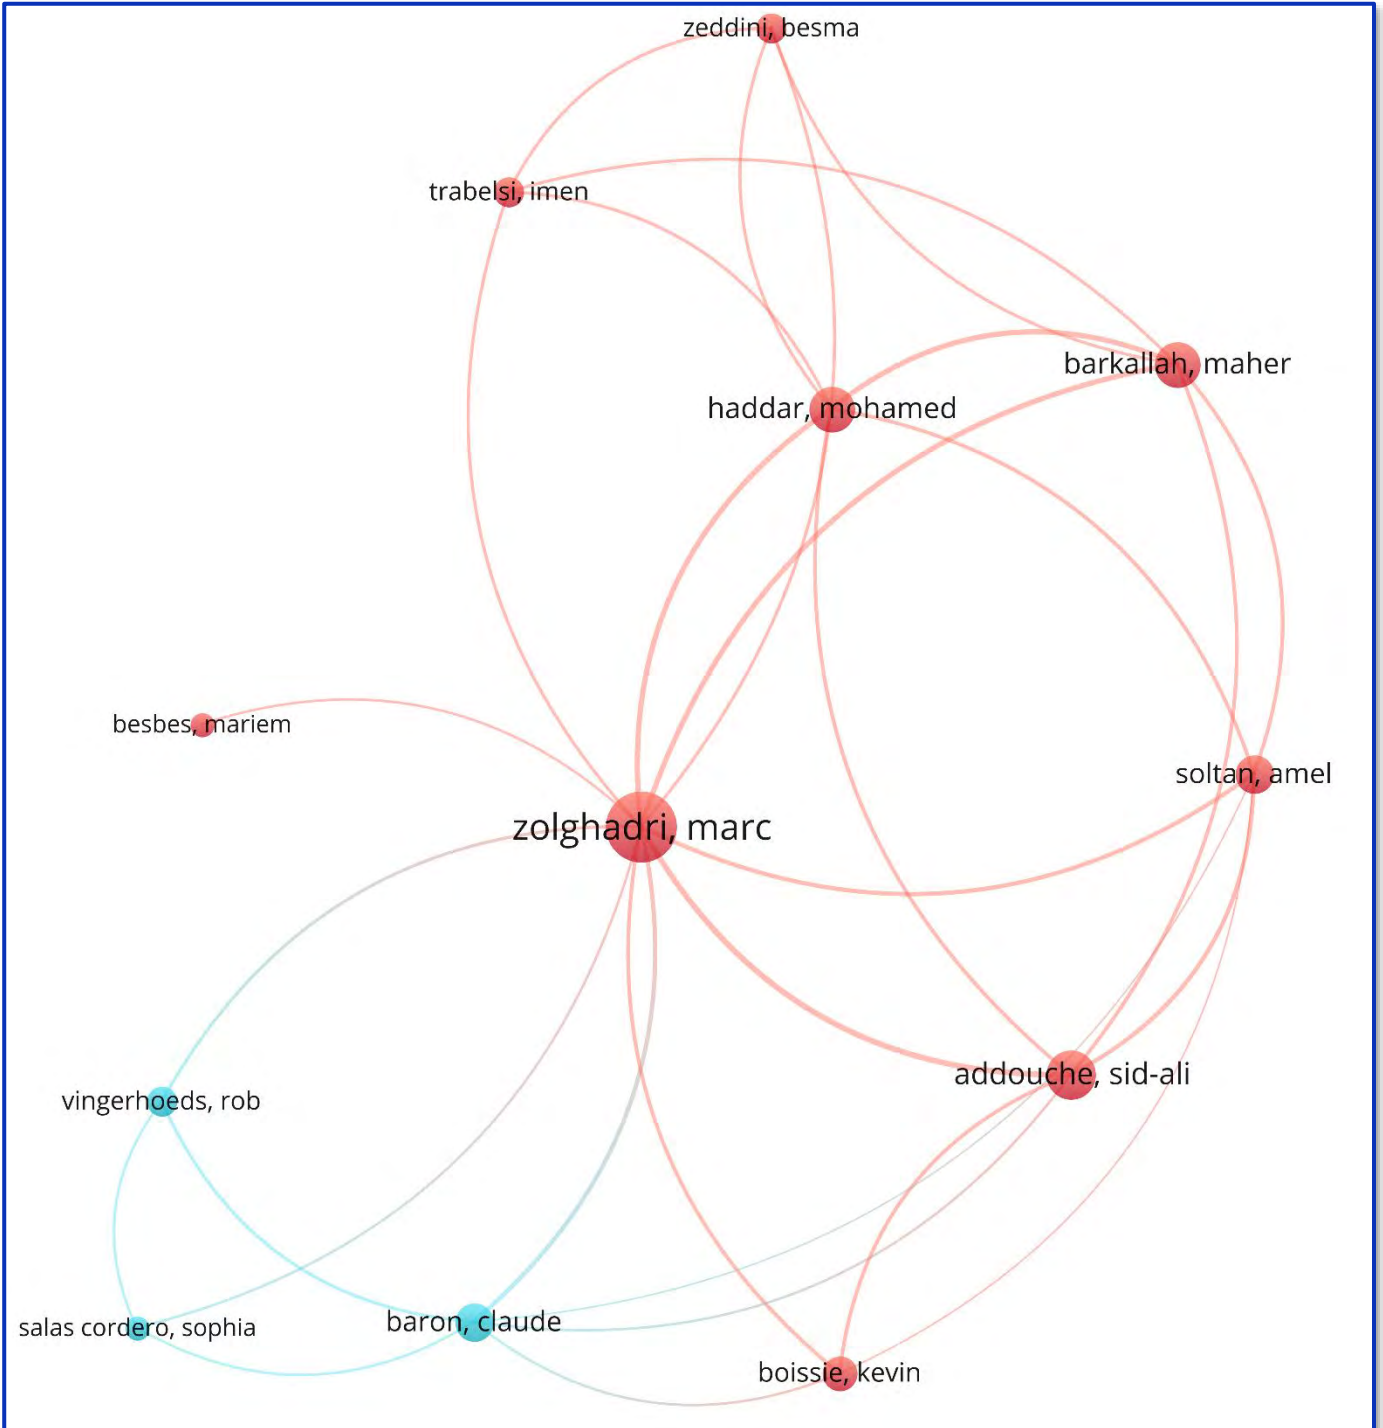 zeddini, besma
trabelsi, imen
barkallah, maher
haddar, mohamed
besbes, mariem
soltan, amel
zolghadri, marc
addouche, sid-ali
vingerhoeds, rob
baron, claude
salas cordero, sophia
boissie, kevin